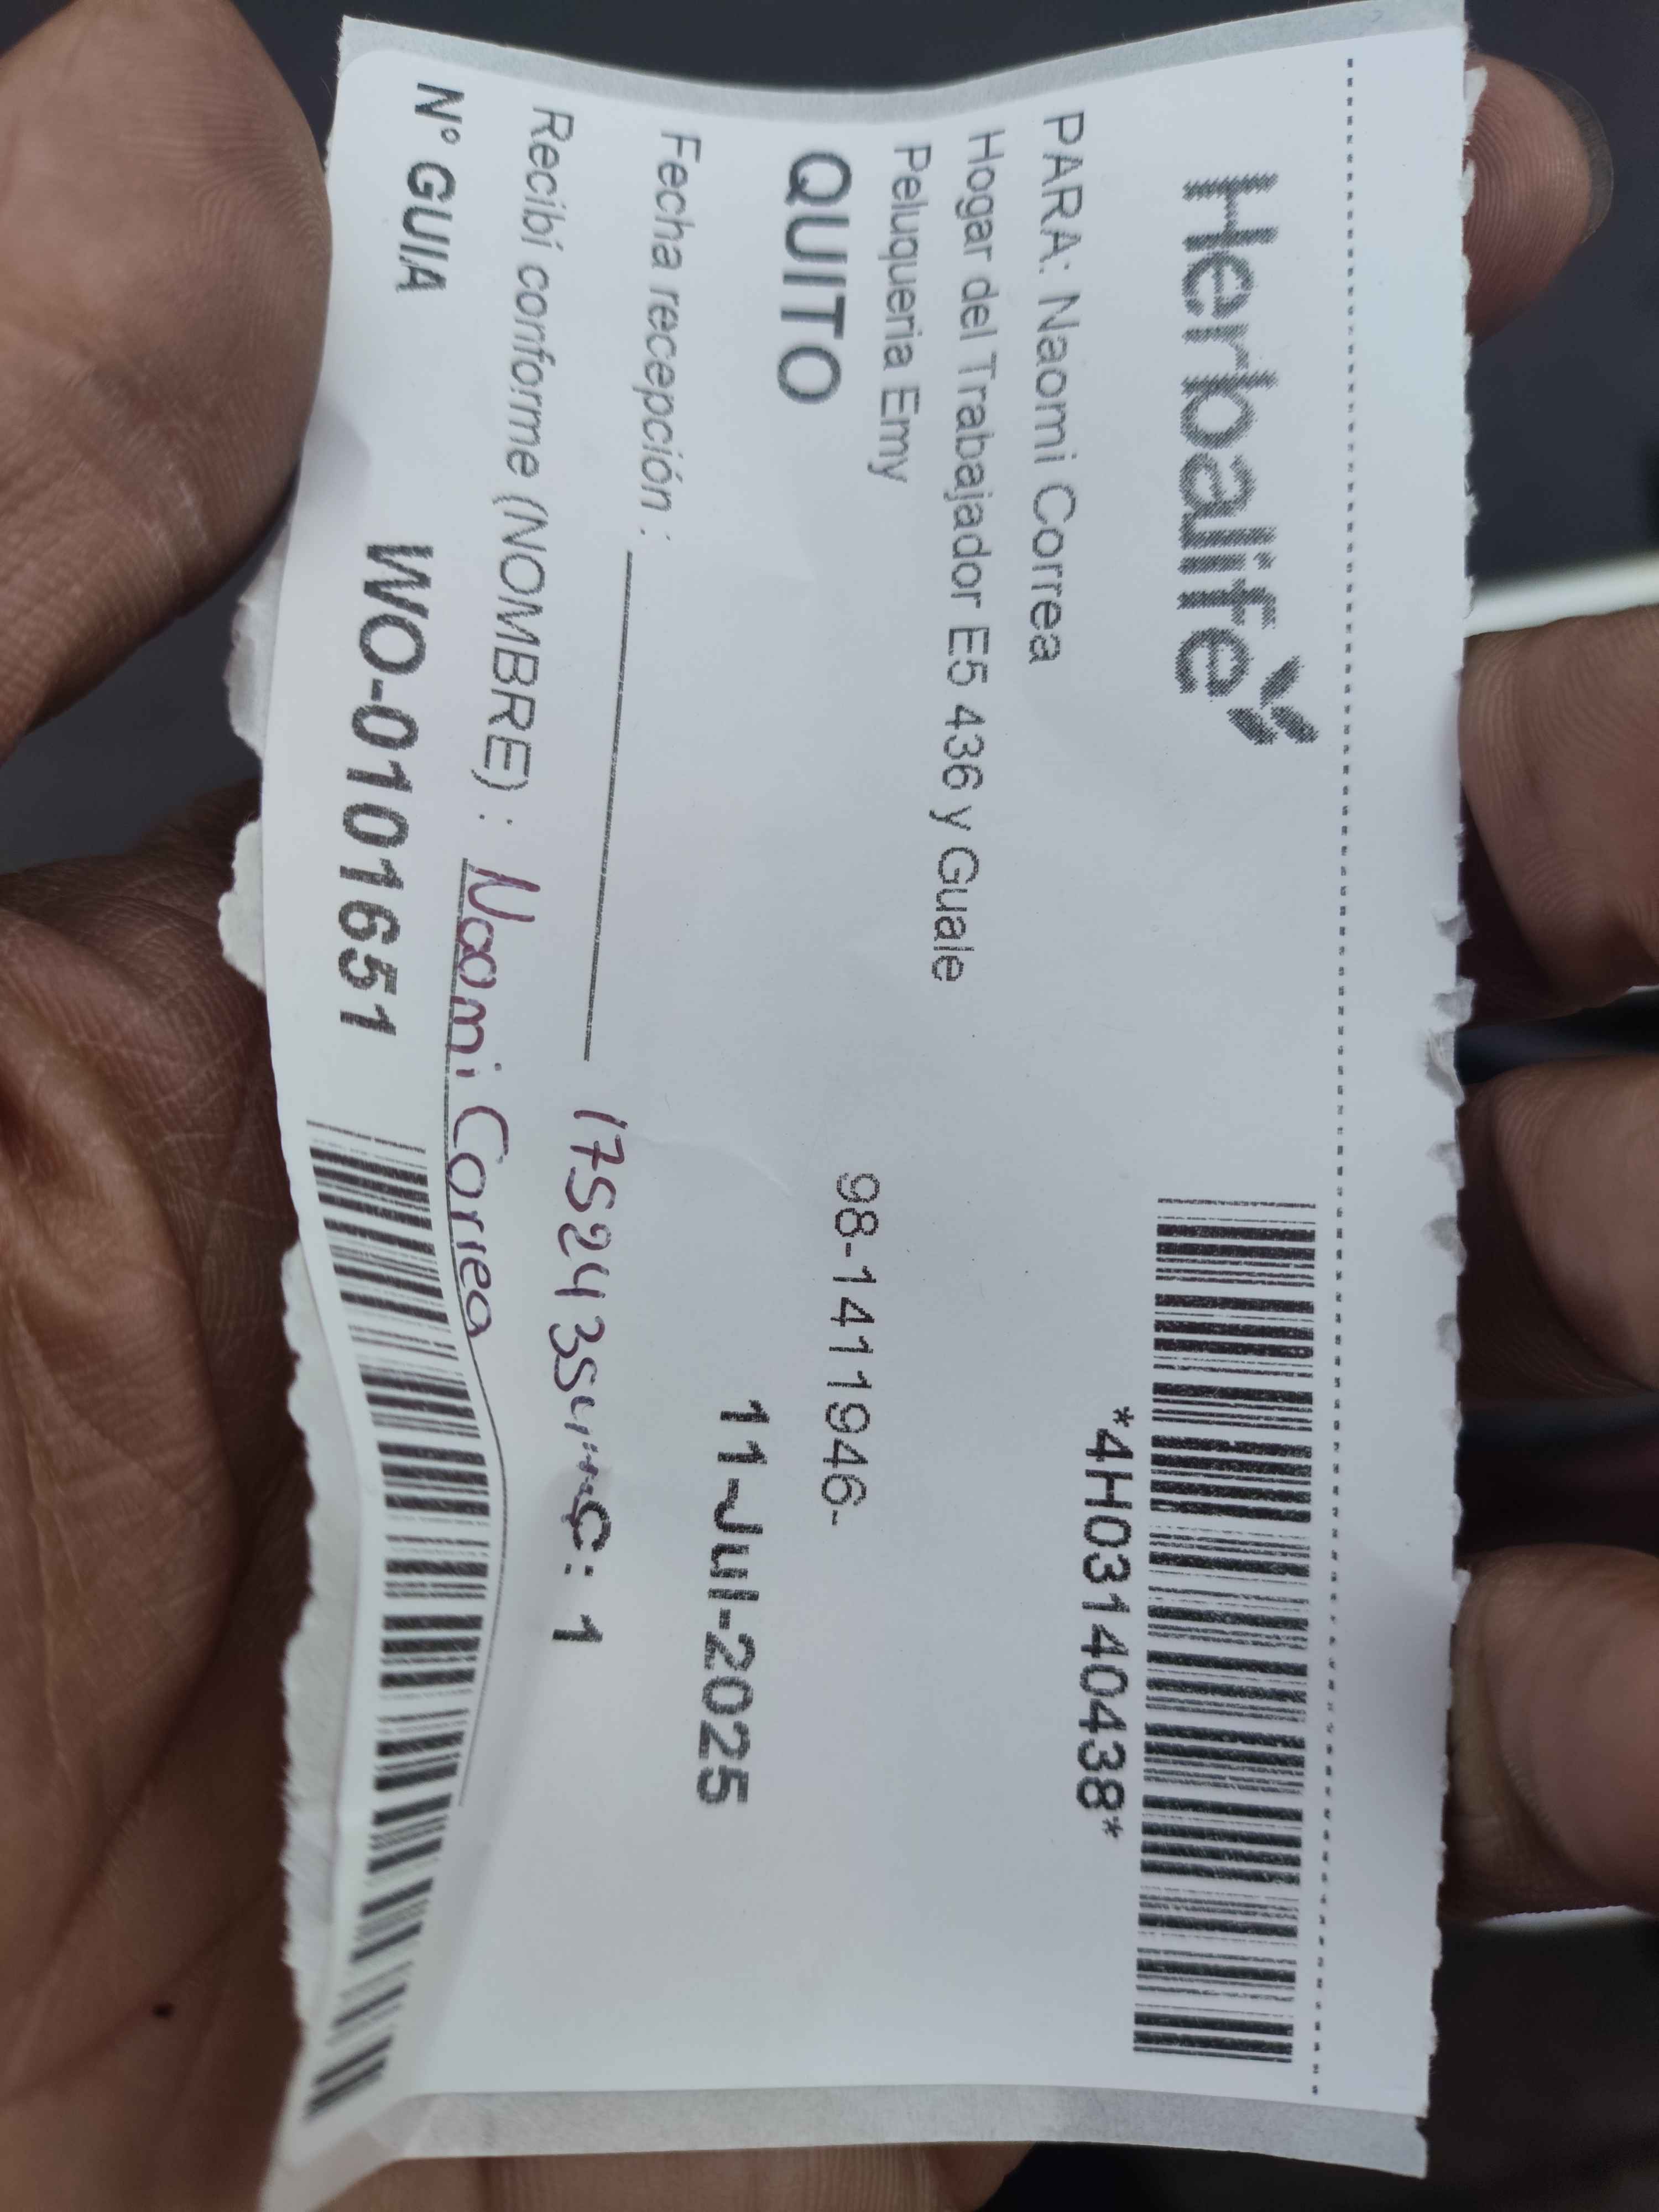 Herbalife
*4H03140438*
PARA: Naomi Correa
Hogar del Trabajador E5 436 y Guale
Peluqueria Emy
98-1411946-
QUITO
11-Jul-2025
Fecha recepción :
: 1
Recibí conforme (NOMBRE) : Naomi Correa
N° GUIA WO-0101651